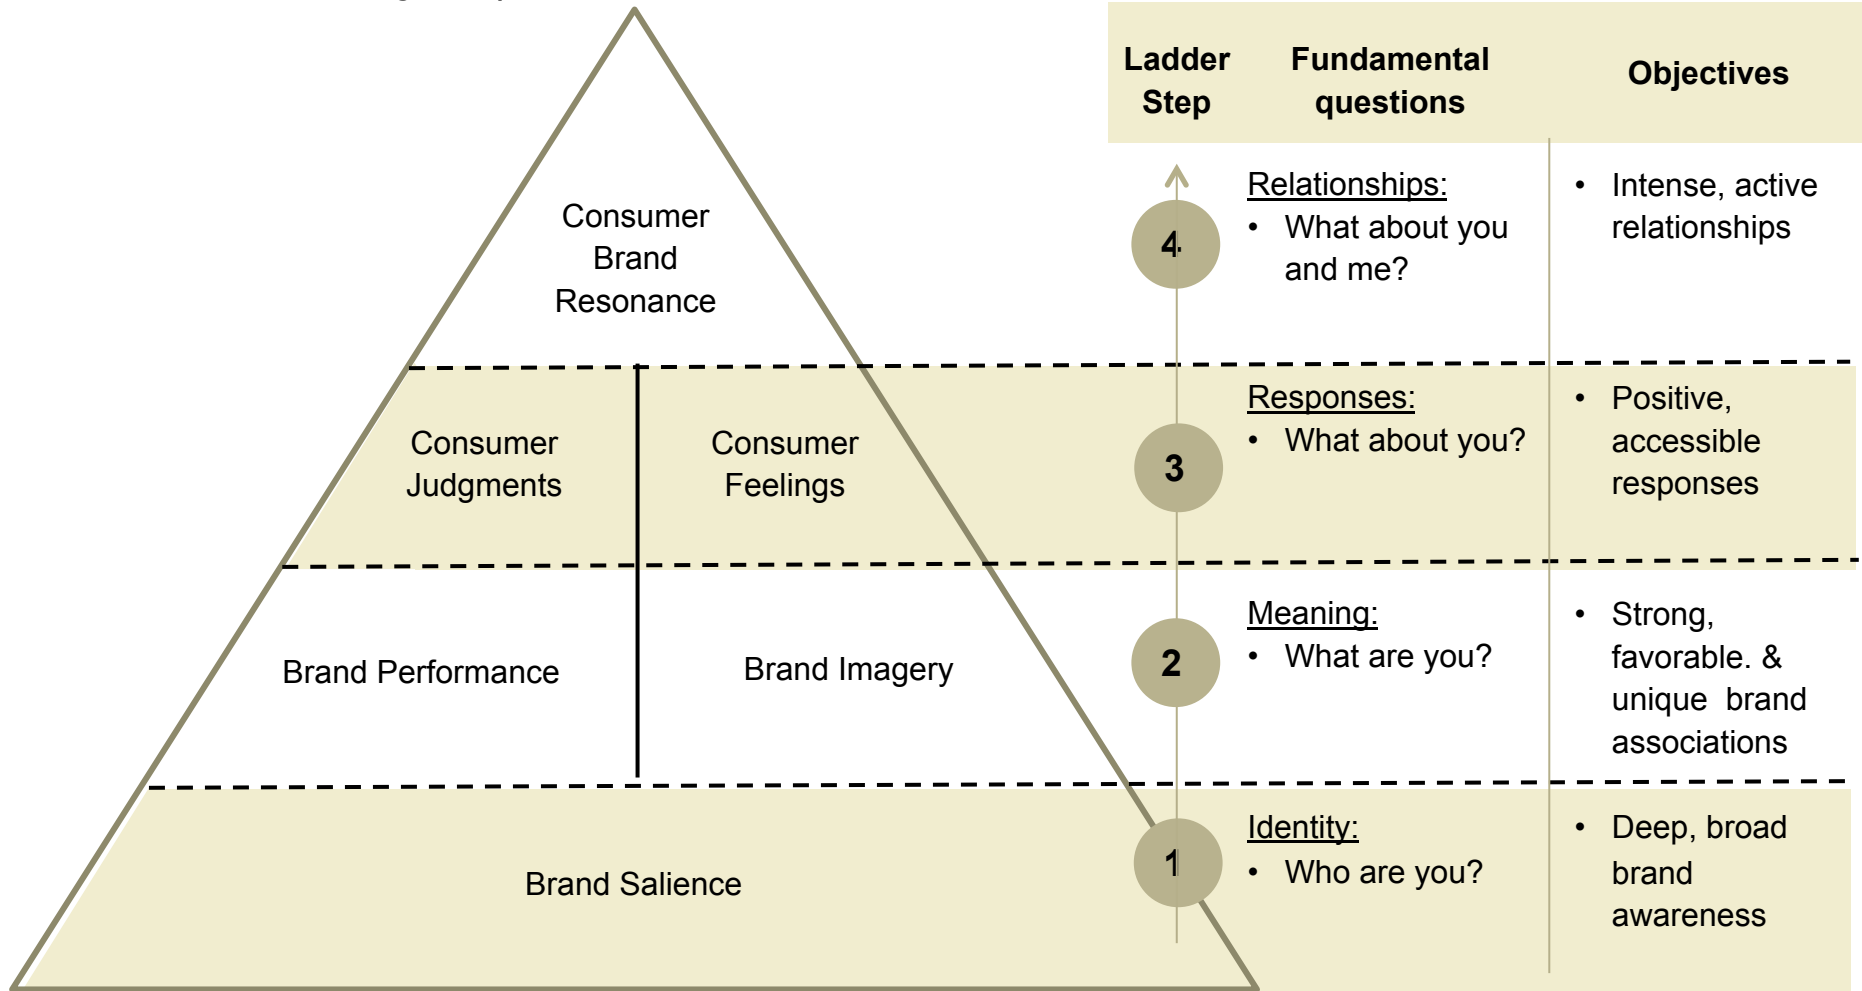 Ladder
Step
Fundamental
questions
Objectives
Consumer
Brand
Resonance
4
Relationships:
• What about you
and me?
• Intense, active
relationships
Consumer
Judgments
Consumer
Feelings
3
Responses:
• What about you?
• Positive,
accessible
responses
Brand Performance
Brand Imagery
2
Meaning:
• What are you?
• Strong,
favorable. &
unique brand
associations
Brand Salience
1
Identity:
• Who are you?
• Deep, broad
brand
awareness